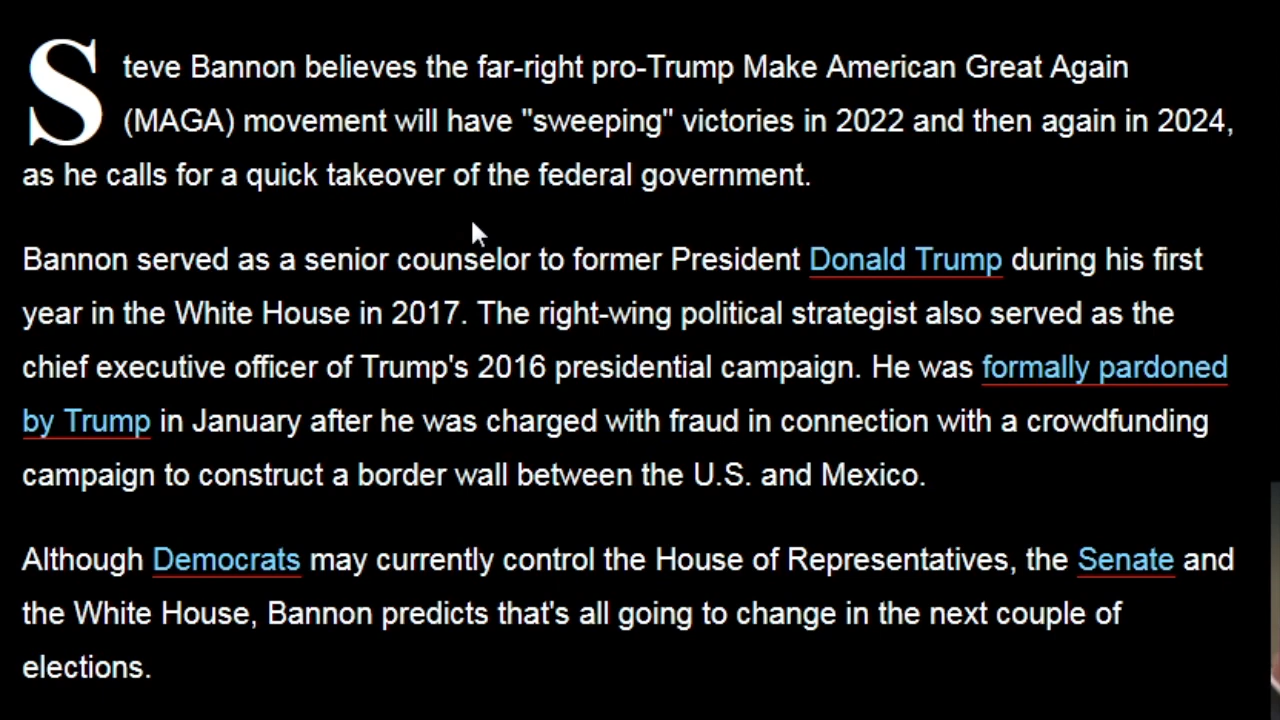 Steve Bannon believes the far-right pro-Trump Make American Great Again
(MAGA) movement will have "sweeping" victories in 2022 and then again in 2024,
as he calls for a quick takeover of the federal government.
Bannon served as a senior counselor to former President Donald Trump during his first
year in the White House in 2017. The right-wing political strategist also served as the
chief executive officer of Trump's 2016 presidential campaign. He was formally pardoned
by Trump in January after he was charged with fraud in connection with a crowdfunding
campaign to construct a border wall between the U.S. and Mexico.
Although Democrats may currently control the House of Representatives, the Senate and
the White House, Bannon predicts that's all going to change in the next couple of
elections.